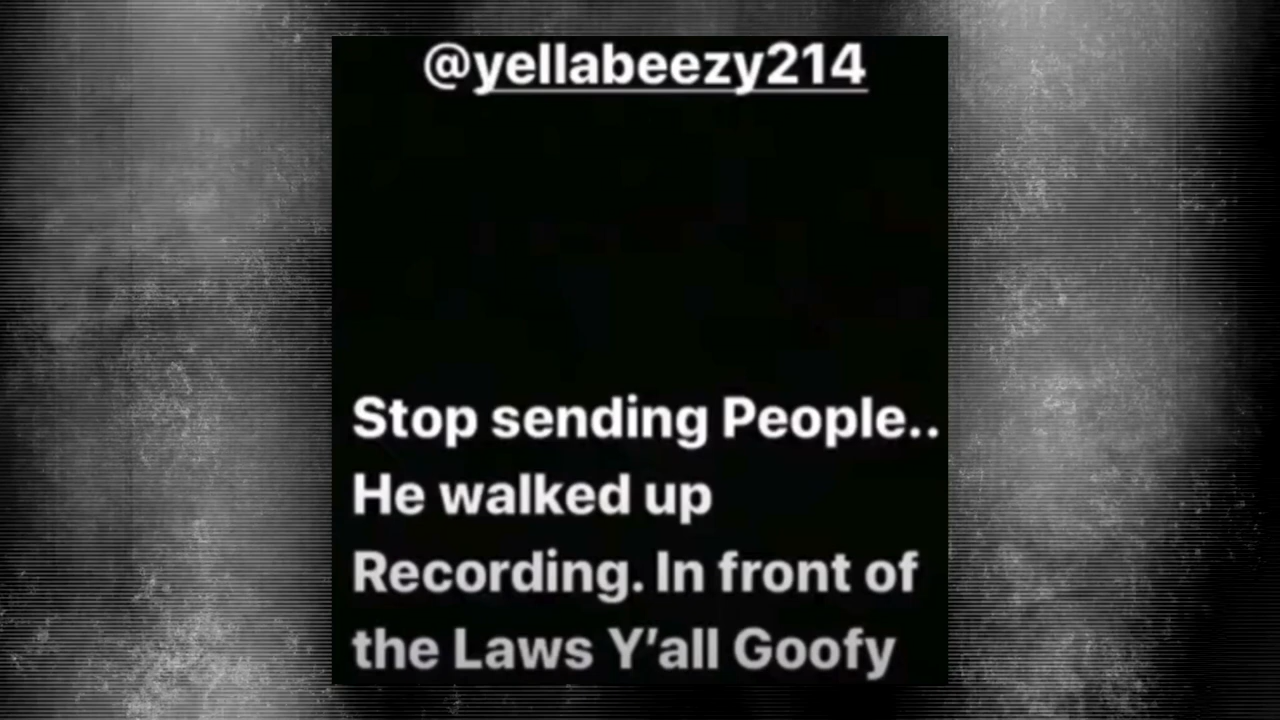 @yellabeezy214
Stop sending People..
He walked up
Recording. In front of
the Laws Y'all Goofy